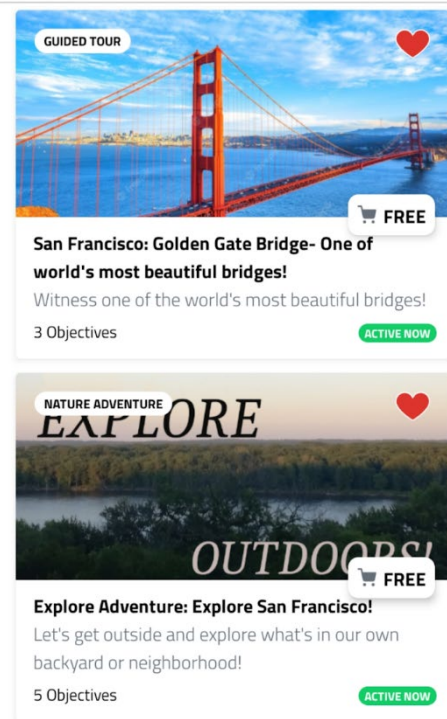 GUIDED TOUR
FREE
San Francisco: Golden Gate Bridge- One of
world's most beautiful bridges!
Witness one of the world's most beautiful bridges!
3 Objectives
ACTIVE NOW
NATURE ADVENTURE
EXPLORE
OUTDOORS!
FREE
Explore Adventure: Explore San Francisco!
Let's get outside and explore what's in our own
backyard or neighborhood!
5 Objectives
ACTIVE NOW